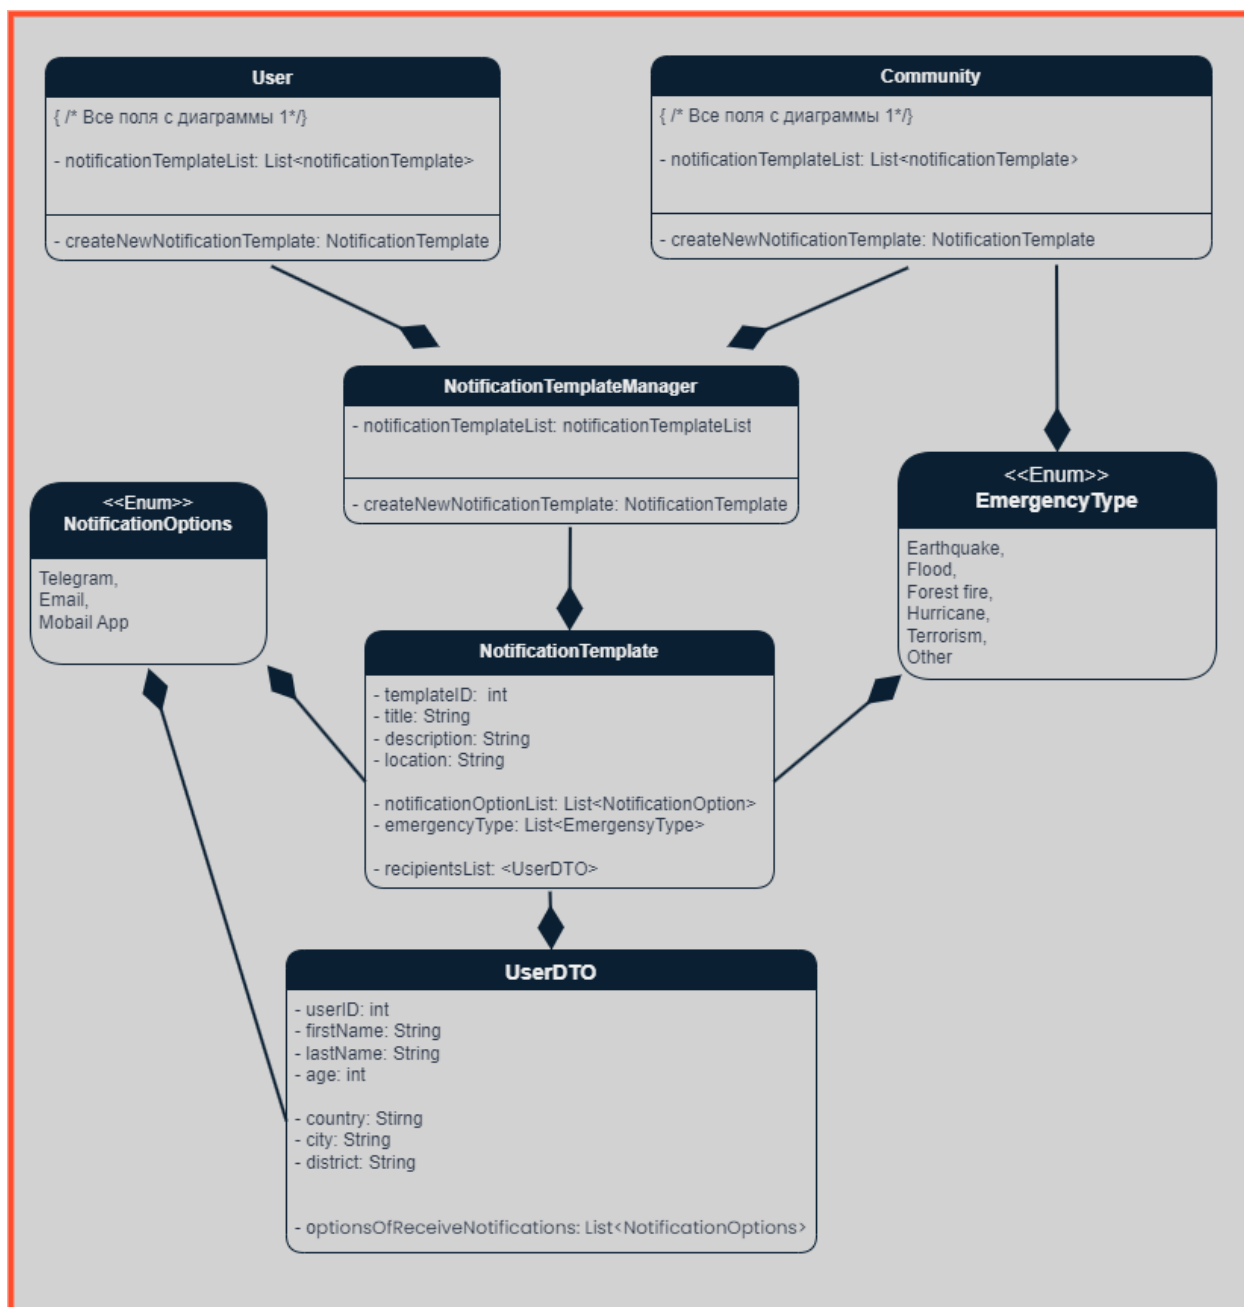 User
{ /* Все поля с диаграммы 1*/}
- notificationTemplateList: List<notificationTemplate>
- createNewNotificationTemplate: NotificationTemplate
Community
{ /* Все поля с диаграммы 1*/}
- notificationTemplateList: List<notificationTemplate>
- createNewNotificationTemplate: NotificationTemplate
NotificationTemplateManager
- notificationTemplateList: notificationTemplateList
- createNewNotificationTemplate: NotificationTemplate
<<Enum>>
NotificationOptions
Telegram,
Email,
Mobail App
<<Enum>>
EmergencyType
Earthquake,
Flood,
Forest fire,
Hurricane,
Terrorism,
Other
NotificationTemplate
- templateID:  int
- title: String
- description: String
- location: String
- notificationOptionList: List<NotificationOption>
- emergencyType: List<EmergensyType>
- recipientsList: <UserDTO>
UserDTO
- userID: int
- firstName: String
- lastName: String
- age: int
- country: Stirng
- city: String
- district: String
- optionsOfReceiveNotifications: List<NotificationOptions>